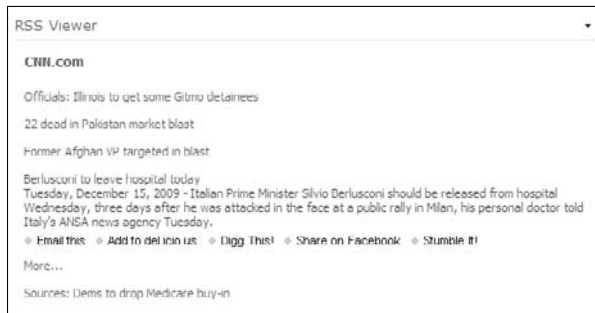 RSS Viewer
CNN.com
Officials: Illinois to get some Gitmo detainees
22 dead in Pakistan market blast
Former Afghan VP targeted in blast
Berlusconi to leave hospital today
Tuesday, December 15, 2009 - Italian Prime Minister Silvio Berlusconi should be released from hospital
Wednesday, three days after he was attacked in the face at a public rally in Milan, his personal doctor told
Italy's ANSA news agency Tuesday.
Email this Add to del.icio.us Digg This! Share on Facebook Stumble It!
More...
Sources: Dems to drop Medicare buy-in